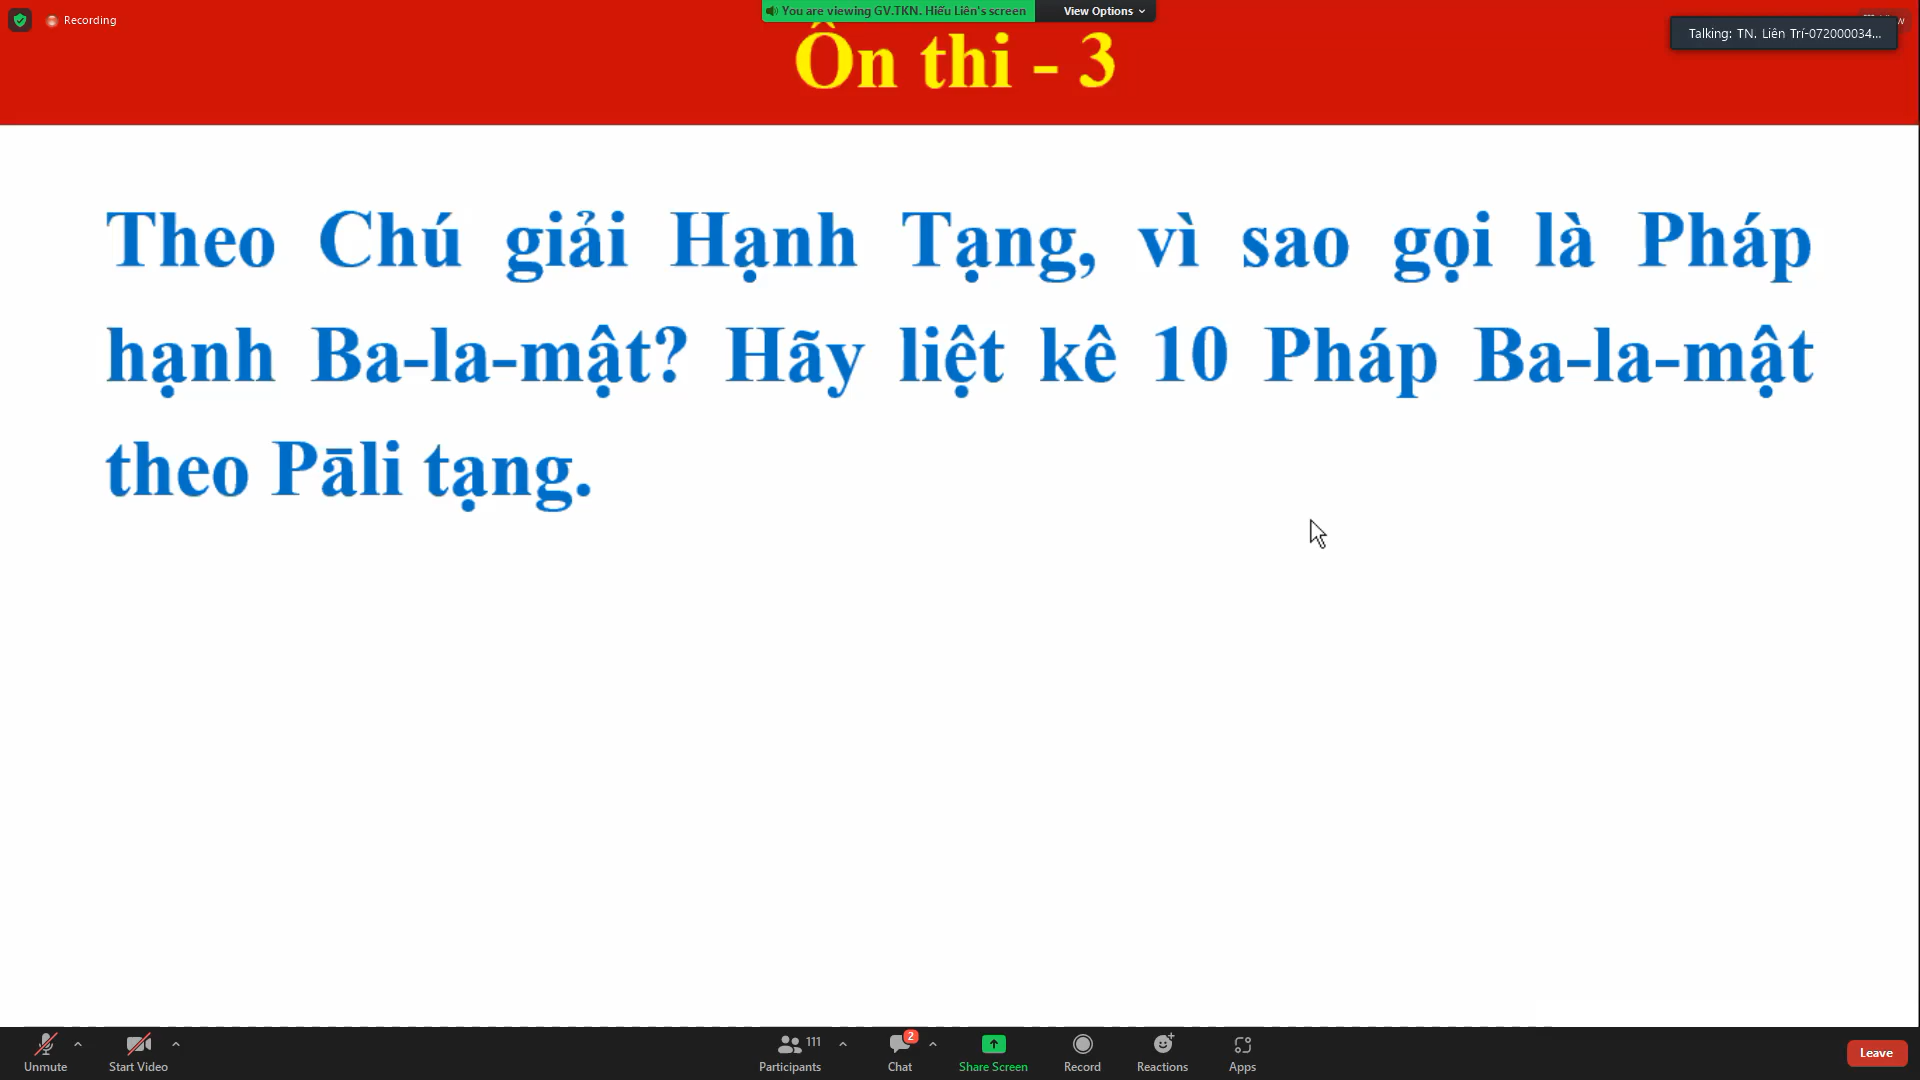 Recording
You are viewing GV.TKN. Hiếu Liên's screen
View Options
Talking: TN. Liên Trí-072000034...
Ôn thi - 3
Theo Chú giải Hạnh Tạng, vì sao gọi là Pháp
hạnh Ba-la-mật? Hãy liệt kê 10 Pháp Ba-la-mật
theo Pāli tạng.
Unmute
Start Video
Participants
111
Chat
2
Share Screen
Record
Reactions
Apps
Leave